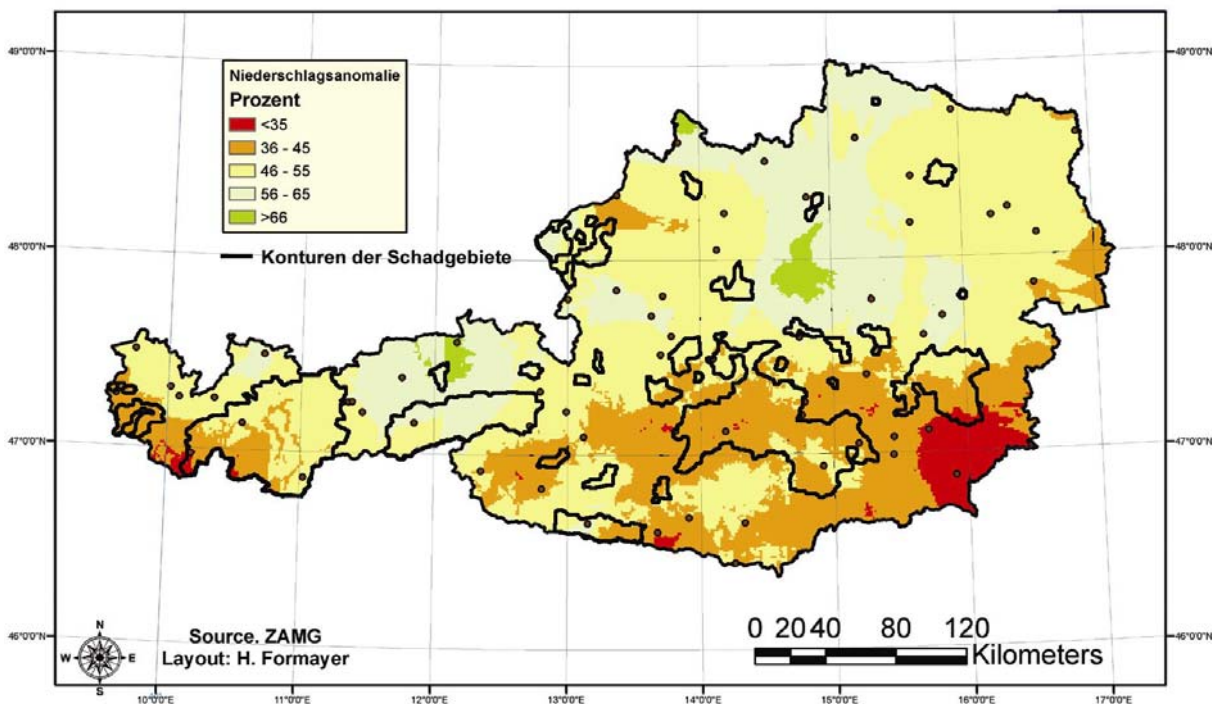 49°0'0"N
49°0'0"N
Niederschlagsanomalie
Prozent
<35
36 - 45
46 - 55
56 - 65
>66
Konturen der Schadgebiete
48°0'0"N
48°0'0"N
47°0'0"N
47°0'0"N
46°0'0"N
46°0'0"N
N
W
E
S
Source. ZAMG
Layout: H. Formayer
0 20 40 80 120
Kilometers
10°0'0"E
11°0'0"E
12°0'0"E
13°0'0"E
14°0'0"E
15°0'0"E
16°0'0"E
17°0'0"E